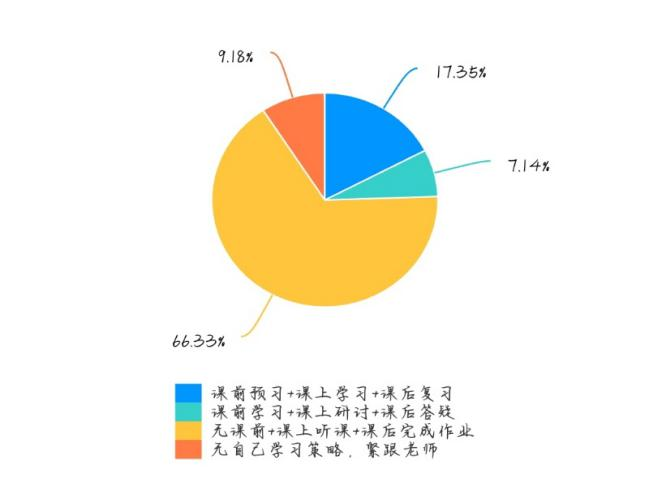 9.18%
17.35%
7.14%
66.33%
课前预习+课上学习+课后复习
课前学习+课上研讨+课后答疑
无课前+课上听课+课后完成作业
无自己学习策略，紧跟老师